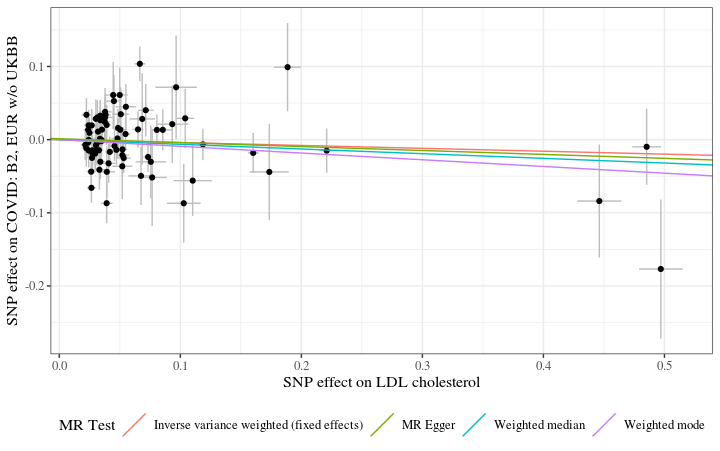 SNP effect on COVID: B2, EUR w/o UKBB
0.1
0.0
-0.1
-0.2
0.0 0.1 0.2 0.3 0.4 0.5
SNP effect on LDL cholesterol
MR Test Inverse variance weighted (fixed effects) MR Egger Weighted median Weighted mode